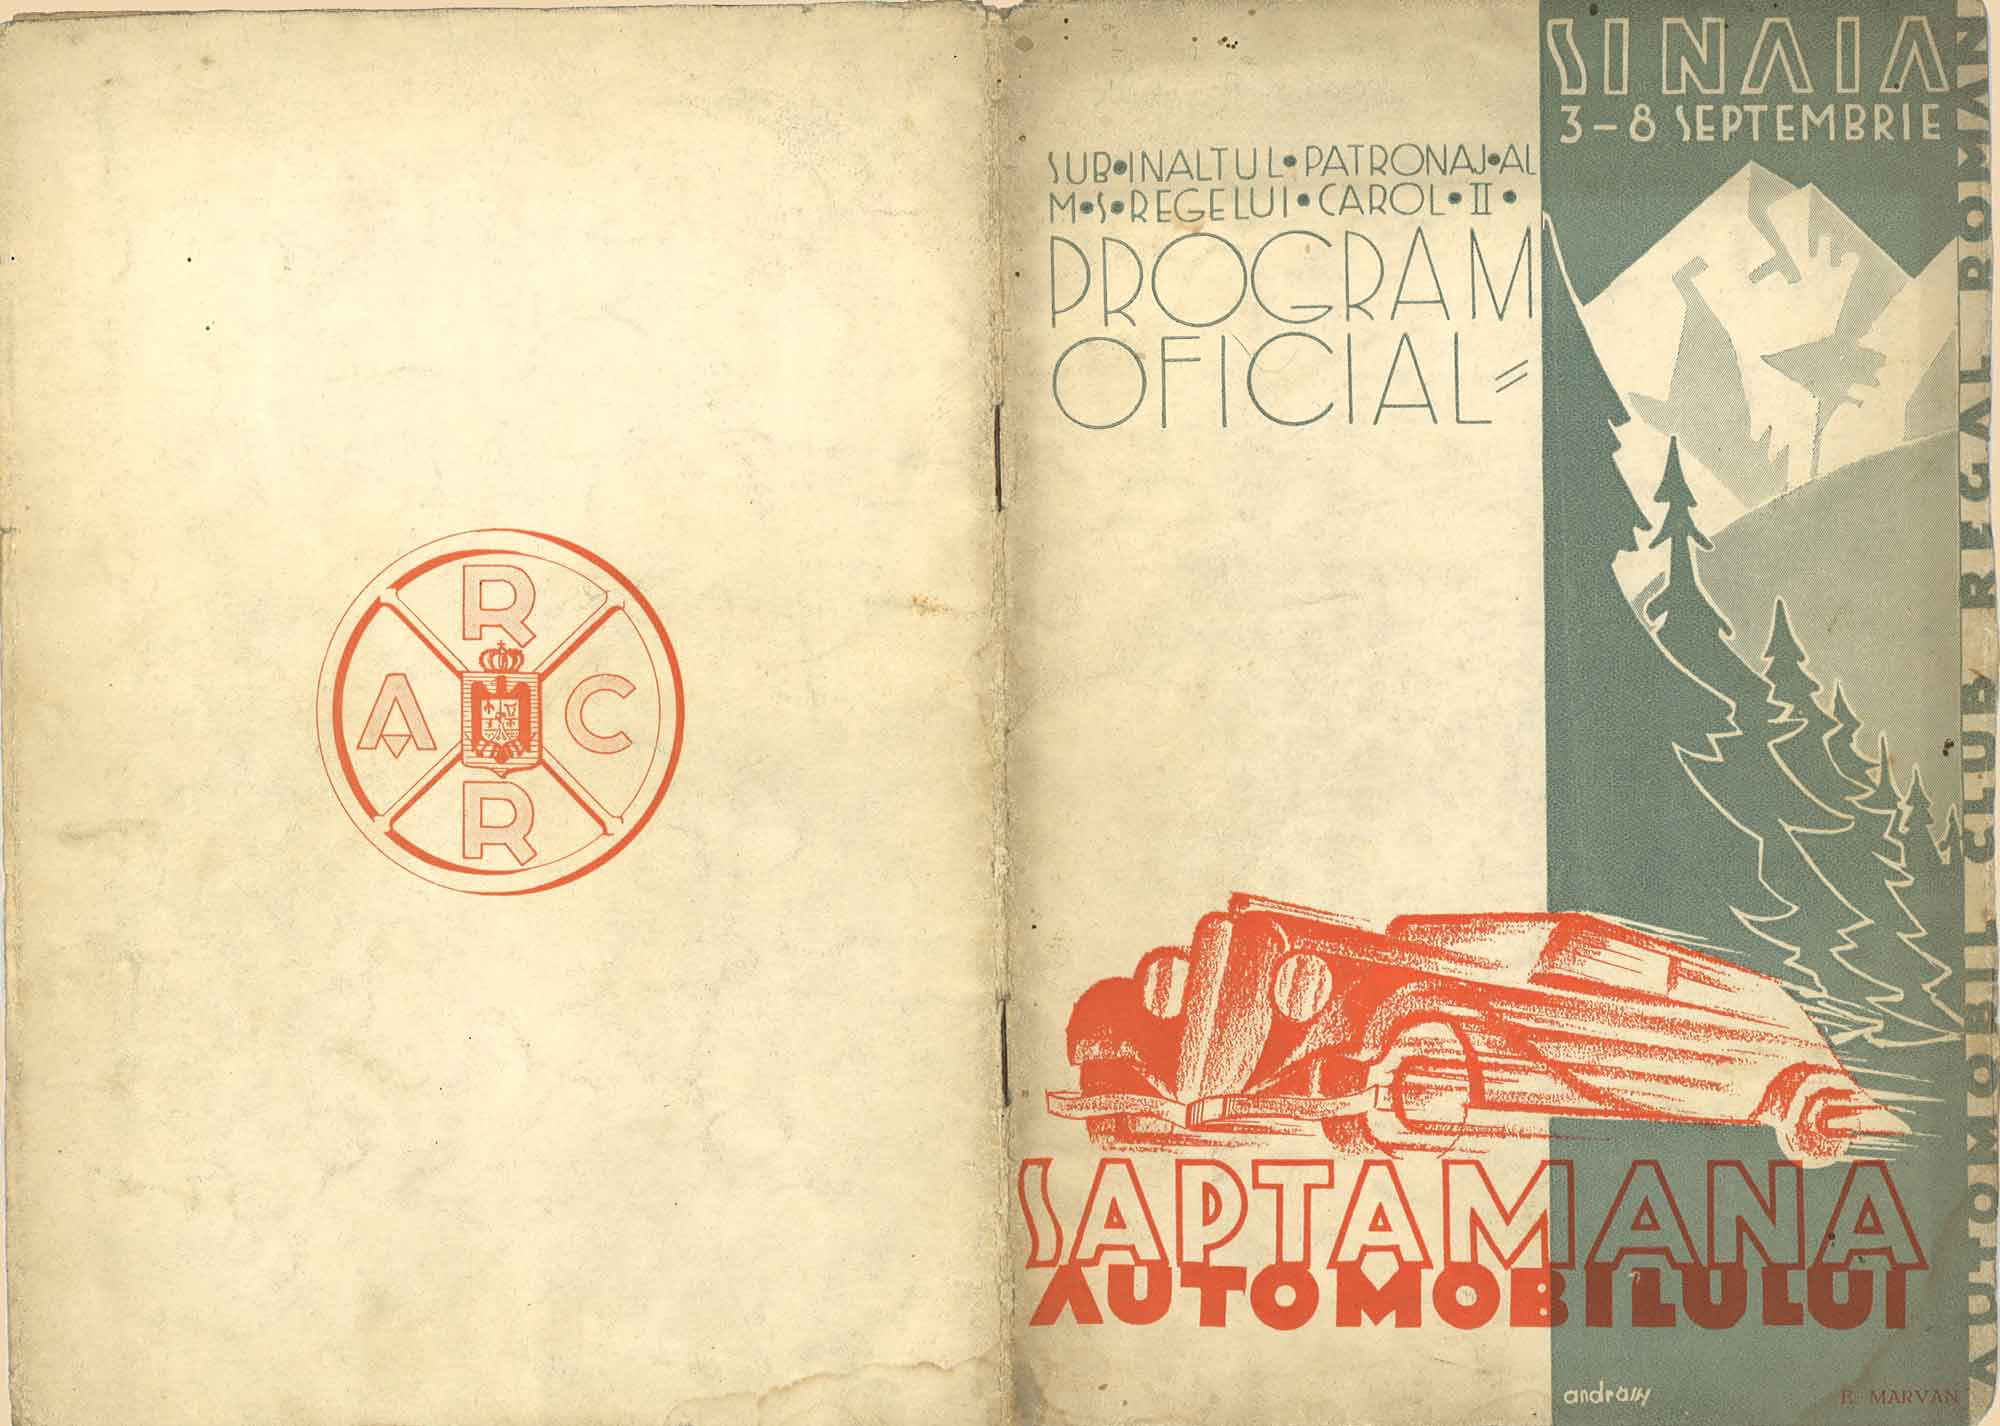 R
A C
R
SINAIA
3-8 SEPTEMBRIE
SUB•INALTUL•PATRONAJ•AL
M•S•REGELUI•CAROL•II•
PROGRAM
OFICIAL=
AUTOMOBIL CLUB REGAL ROMAN
SAPTAMANA
AUTOMOBILULUI
andrássy
R. MARVAN